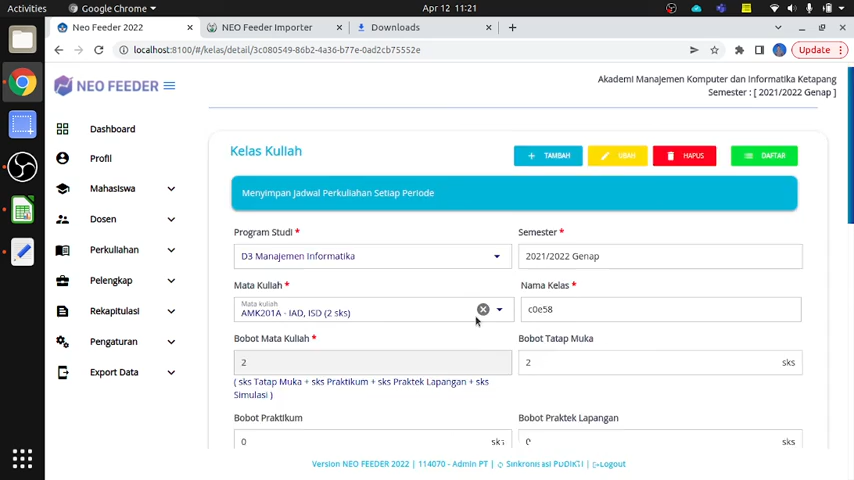 Activities
Google Chrome
Apr 12 11:21
Neo Feeder 2022
NEO Feeder Importer
Downloads
localhost:8100/#/kelas/detail/3c080549-86b2-4a36-b77e-0ad2cb75552e
Update
NEO FEEDER
Akademi Manajemen Komputer dan Informatika Ketapang
Semester : [ 2021/2022 Genap ]
Dashboard
Profil
Mahasiswa
Dosen
Perkuliahan
Pelengkap
Rekapitulasi
Pengaturan
Export Data
Kelas Kuliah
TAMBAH
UBAH
HAPUS
DAFTAR
Menyimpan Jadwal Perkuliahan Setiap Periode
Program Studi *
Semester *
D3 Manajemen Informatika
2021/2022 Genap
Mata Kuliah *
Nama Kelas *
Mata kuliah
AMK201A - IAD, ISD (2 sks)
c0e58
Bobot Mata Kuliah *
Bobot Tatap Muka
2
2 sks
( sks Tatap Muka + sks Praktikum + sks Praktek Lapangan + sks
Simulasi )
Bobot Praktikum
Bobot Praktek Lapangan
0 sks
0 sks
Version NEO FEEDER 2022 | 114070 - Admin PT | Sinkronisasi PDDIKTI | Logout